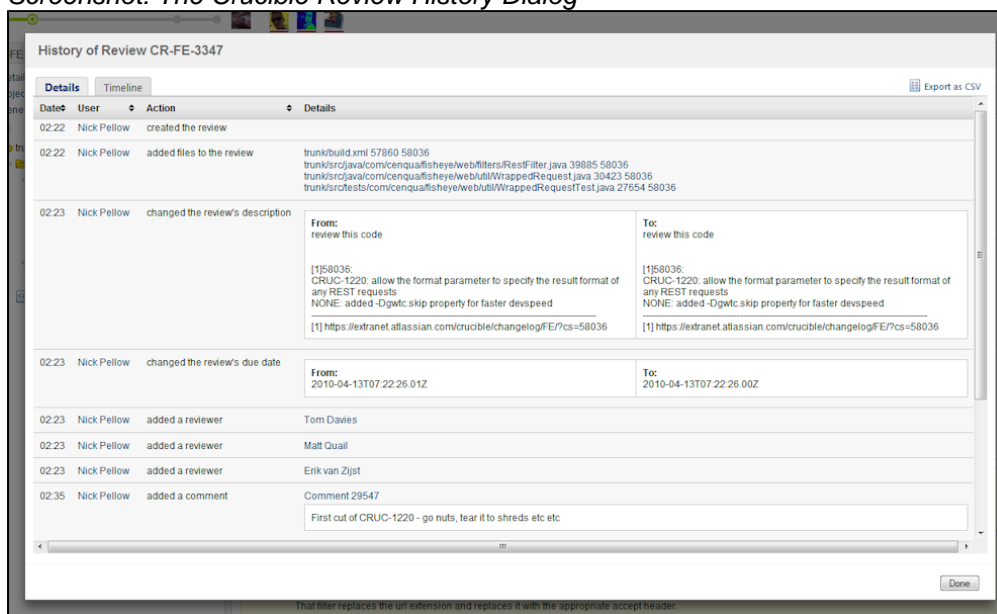 Screenshot: The Crucible Review History Dialog
History of Review CR-FE-3347
Details Timeline
Export as CSV
Date User Action Details
02:22 Nick Pellow created the review
02:22 Nick Pellow added files to the review
trunk/build.xml 57860 58036
trunk/src/java/com/cenqua/fisheye/web/filters/RestFilter.java 39885 58036
trunk/src/java/com/cenqua/fisheye/web/util/WrappedRequest.java 30423 58036
trunk/src/tests/com/cenqua/fisheye/web/util/WrappedRequestTest.java 27654 58036
02:23 Nick Pellow changed the review's description
From:
review this code
[1]58036:
CRUC-1220: allow the format parameter to specify the result format of
any REST requests
NONE: added -Dgwtc.skip property for faster devspeed
[1] https://extranet.atlassian.com/crucible/changelog/FE/?cs=58036
To:
review this code
[1]58036:
CRUC-1220: allow the format parameter to specify the result format of
any REST requests
NONE: added -Dgwtc.skip property for faster devspeed
[1] https://extranet.atlassian.com/crucible/changelog/FE/?cs=58036
02:23 Nick Pellow changed the review's due date
From:
2010-04-13T07:22:26.01Z
To:
2010-04-13T07:22:26.00Z
02:23 Nick Pellow added a reviewer Tom Davies
02:23 Nick Pellow added a reviewer Matt Quail
02:23 Nick Pellow added a reviewer Erik van Zijst
02:35 Nick Pellow added a comment Comment 29547
First cut of CRUC-1220 - go nuts, tear it to shreds etc etc
Done
That filter replaces the url extension and replaces it with the appropriate accept header.